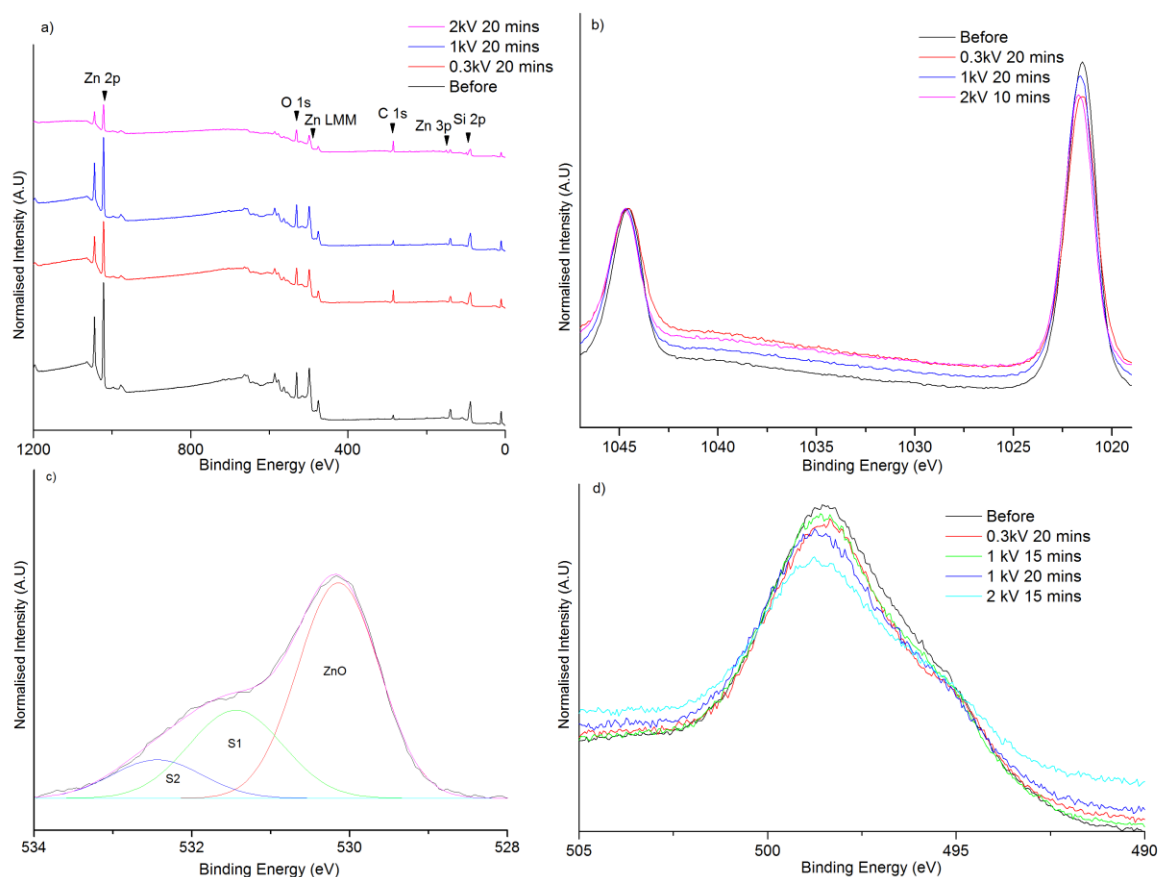 a)
2kV 20 mins
1kV 20 mins
0.3kV 20 mins
Before
Zn 2p
O 1s
Zn LMM
C 1s
Zn 3p
Si 2p
Normalised Intensity (A.U)
1200 800 600 400 0
Binding Energy (eV)
b)
Before
0.3kV 20 mins
1kV 20 mins
2kV 10 mins
Normalised Intensity (A.U)
1045 1040 1035 1030 1025 1020
Binding Energy (eV)
c)
ZnO
S1
S2
Normalised Intensity (A.U)
534 532 530 528
Binding Energy (eV)
d)
Before
0.3kV 20 mins
1 kV 15 mins
1 kV 20 mins
2 kV 15 mins
Normalised Intensity (A.U)
505 500 495 490
Binding Energy (eV)